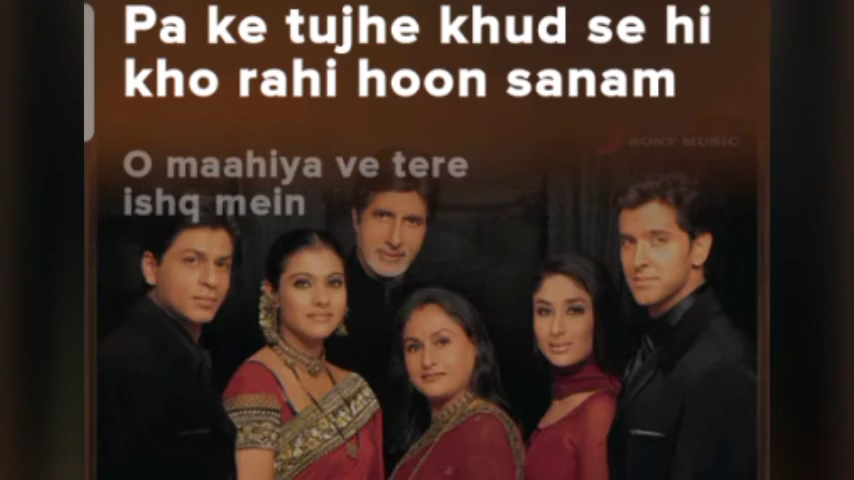 Pa ke tujhe khud se hi
kho rahi hoon sanam
SONY MUSIC
O maahiya ve tere
ishq mein